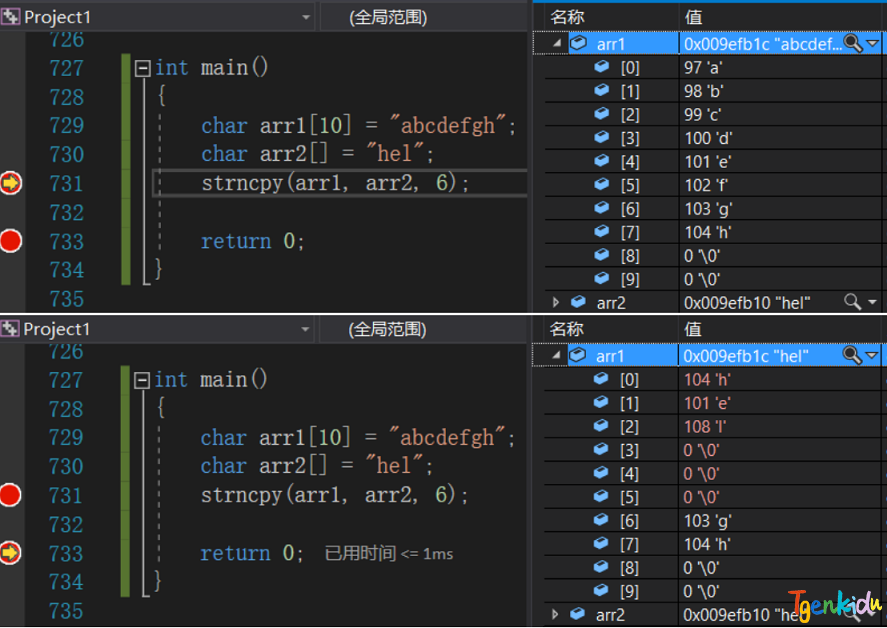 Project1 (全局范围) 名称 值
726 arr1 0x009efb1c "abcdef...
727 int main() [0] 97 'a'
728 { [1] 98 'b'
729 char arr1[10] = "abcdefgh"; [2] 99 'c'
730 char arr2[] = "hel"; [3] 100 'd'
[4] 101 'e'
731 strncpy(arr1, arr2, 6); [5] 102 'f'
732 [6] 103 'g'
733 return 0; [7] 104 'h'
734 } [8] 0 '\0'
[9] 0 '\0'
735 arr2 0x009efb10 "hel"
Project1 (全局范围) 名称 值
726 arr1 0x009efb1c "hel"
727 int main() [0] 104 'h'
728 { [1] 101 'e'
729 char arr1[10] = "abcdefgh"; [2] 108 'l'
730 char arr2[] = "hel"; [3] 0 '\0'
[4] 0 '\0'
731 strncpy(arr1, arr2, 6); [5] 0 '\0'
732 [6] 103 'g'
733 return 0; 已用时间 <= 1ms [7] 104 'h'
734 } [8] 0 '\0'
[9] 0 '\0'
735 arr2 0x009efb10 "hel
Tgenkidu